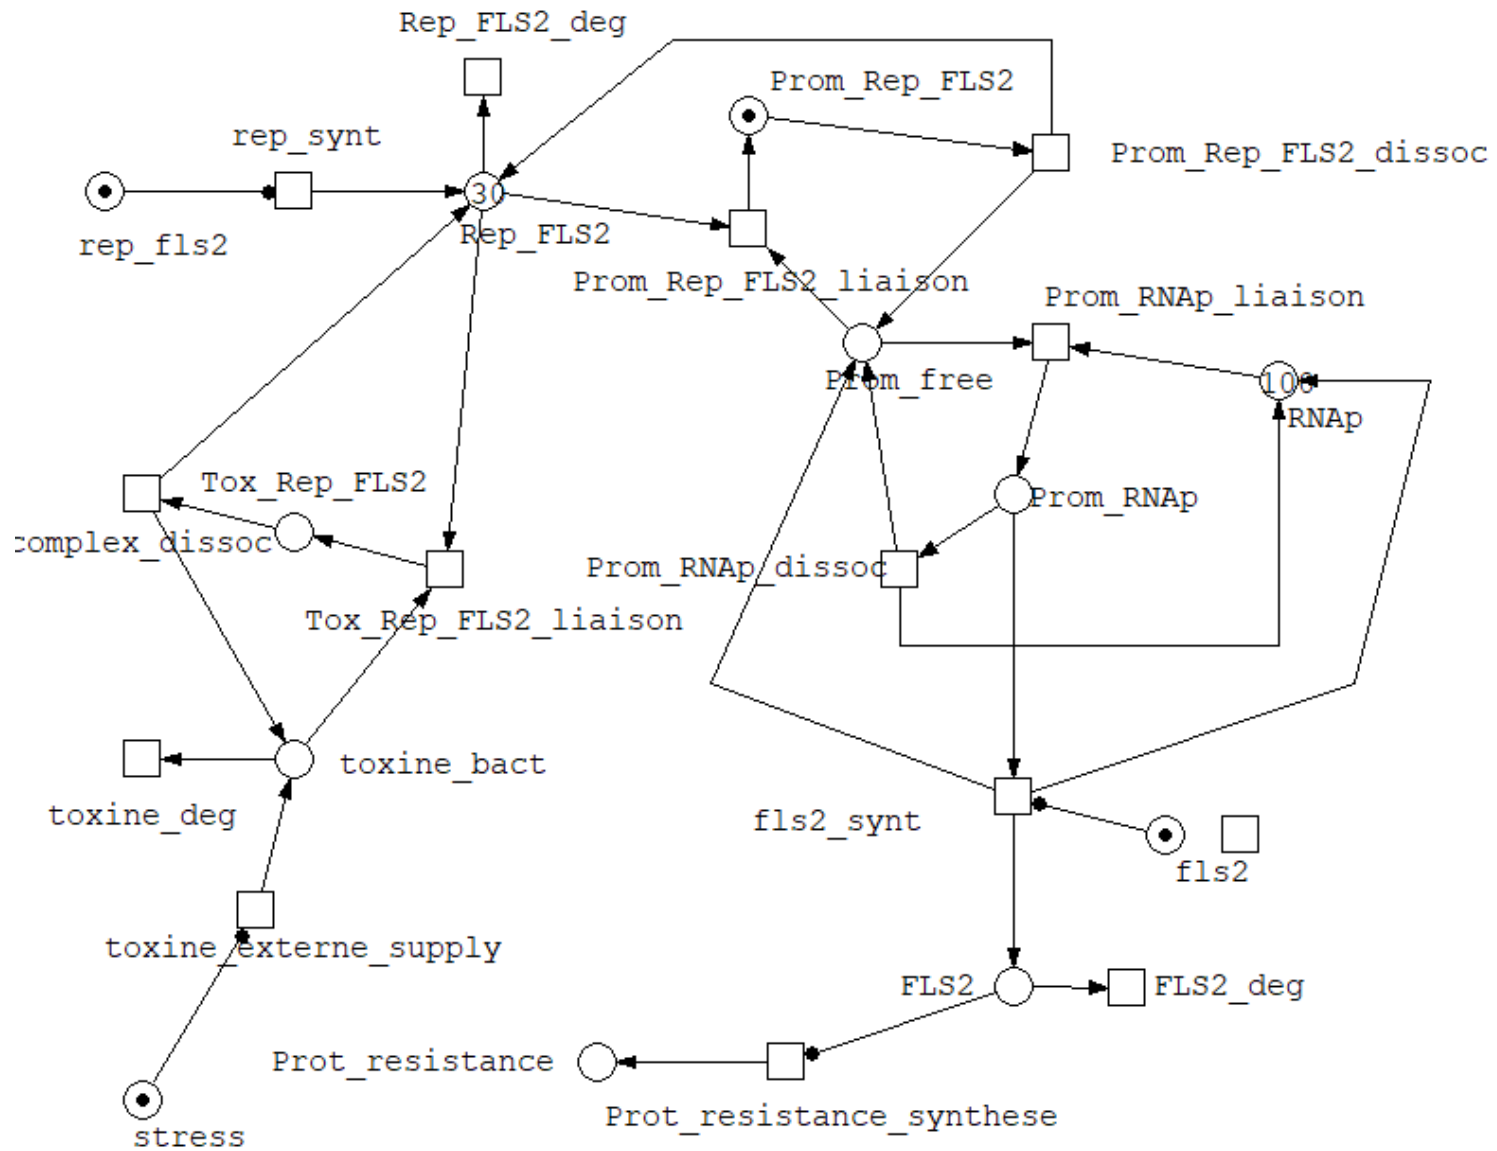 Rep_FLS2_deg
Prom_Rep_FLS2
rep_synt
Prom_Rep_FLS2_dissoc
30
rep_fls2
Rep_FLS2
Prom_Rep_FLS2_liaison
Prom_RNAp_liaison
Prom_free
100
RNAp
Tox_Rep_FLS2
Prom_RNAp
complex_dissoc
Prom_RNAp_dissoc
Tox_Rep_FLS2_liaison
toxine_bact
toxine_deg
fls2_synt
fls2
toxine_externe_supply
FLS2
FLS2_deg
Prot_resistance
Prot_resistance_synthese
stress